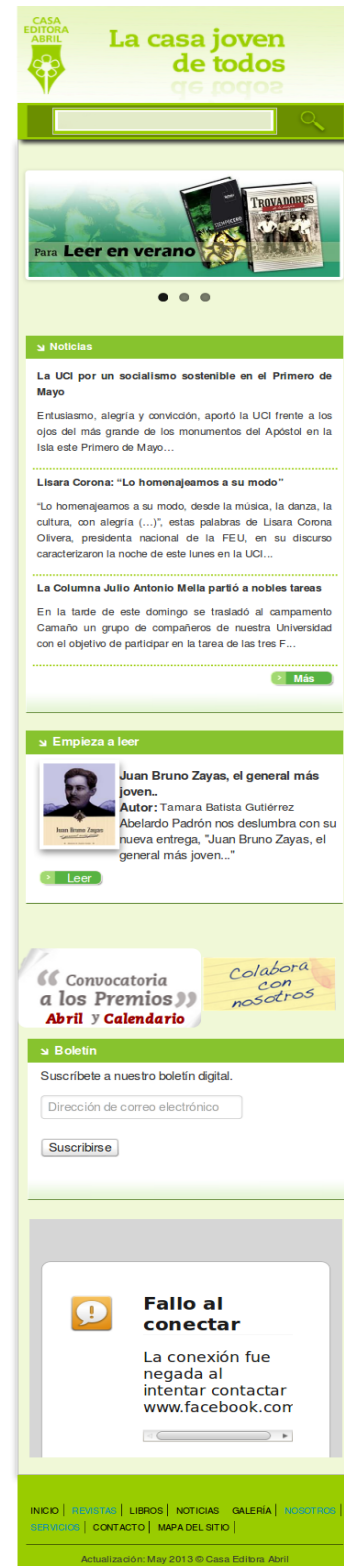 CASA
EDITORA
ABRIL
La casa joven
de todos
TROVADORES
Para Leer en verano
Noticias
La UCI por un socialismo sostenible en el Primero de
Mayo
Entusiasmo, alegría y convicción, aportó la UCI frente a los
ojos del más grande de los monumentos del Apóstol en la
Isla este Primero de Mayo…
Lisara Corona: “Lo homenajeamos a su modo”
“Lo homenajeamos a su modo, desde la música, la danza, la
cultura, con alegría (…)”, estas palabras de Lisara Corona
Olivera, presidenta nacional de la FEU, en su discurso
caracterizaron la noche de este lunes en la UCI...
La Columna Julio Antonio Mella partió a nobles tareas
En la tarde de este domingo se trasladó al campamento
Camaño un grupo de compañeros de nuestra Universidad
con el objetivo de participar en la tarea de las tres F...
Más
Empieza a leer
Juan Bruno Zayas, el general más
joven..
Autor: Tamara Batista Gutiérrez
Abelardo Padrón nos deslumbra con su
nueva entrega, "Juan Bruno Zayas, el
general más joven..."
Juan Bruno Zayas
Leer
“ Convocatoria
a los Premios ”
Abril y Calendario
Colabora
con
nosotros
Boletín
Suscríbete a nuestro boletín digital.
Dirección de correo electrónico
Suscribirse
Fallo al
conectar
La conexión fue
negada al
intentar contactar
www.facebook.com
INICIO | REVISTAS | LIBROS | NOTICIAS GALERÍA | NOSOTROS |
SERVICIOS | CONTACTO | MAPA DEL SITIO |
Actualización: May 2013 © Casa Editora Abril